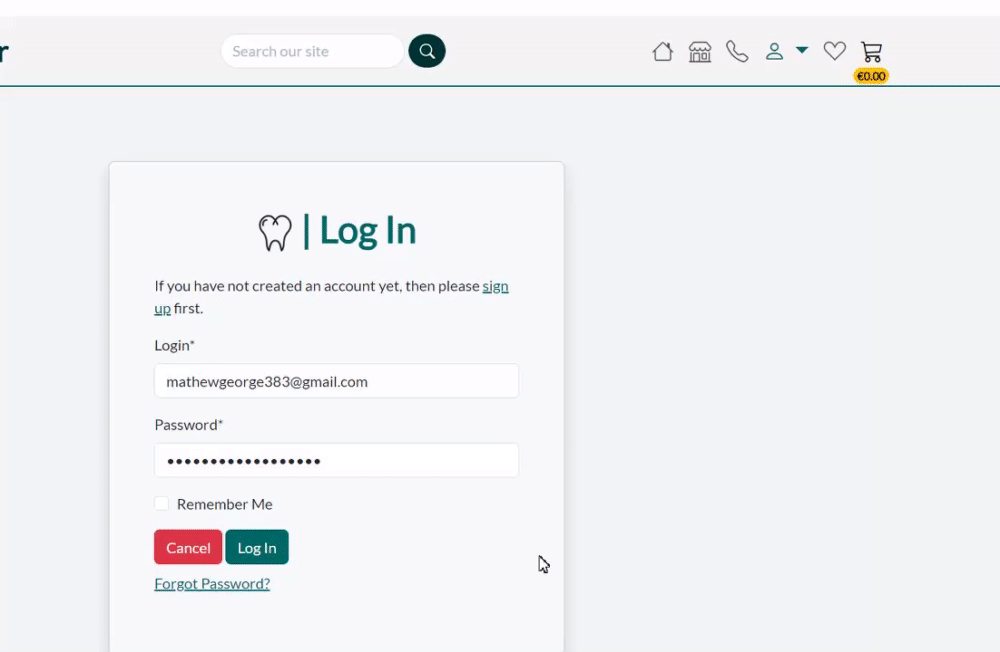 r
Search our site
€0.00
| Log In
If you have not created an account yet, then please sign
up first.
Login*
mathewgeorge383@gmail.com
Password*
••••••••••••••••••
Remember Me
Cancel Log In
Forgot Password?